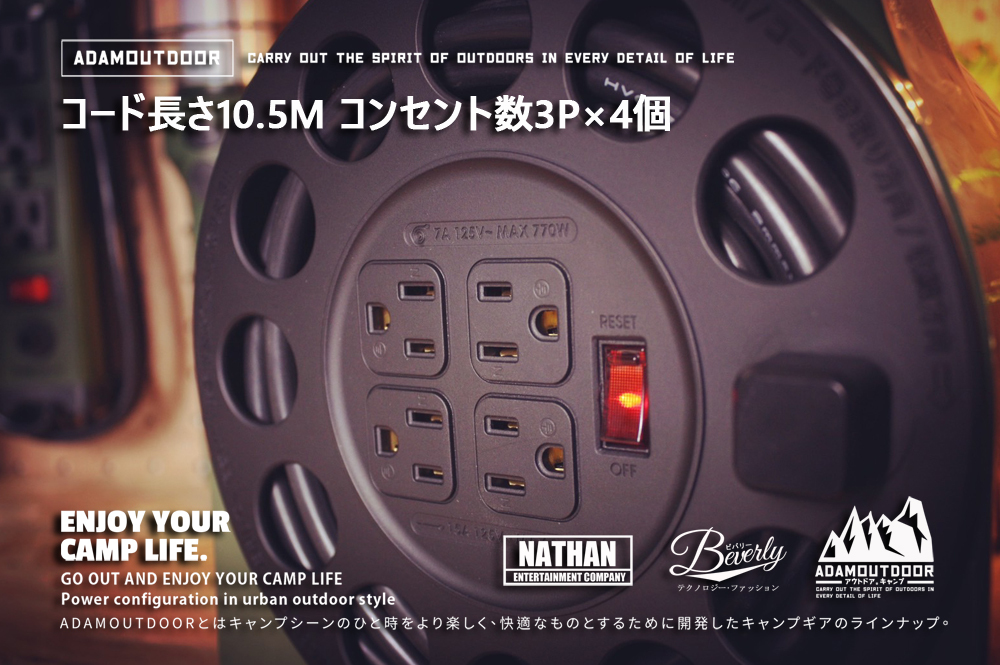 ADAMOUTDOOR CARRY OUT THE SPIRIT OF OUTDOORS IN EVERY DETAIL OF LIFE
コード長さ10.5M コンセント数3P×4個
7A 125V~ MAX 770W
RESET
OFF
ENJOY YOUR
CAMP LIFE.
GO OUT AND ENJOY YOUR CAMP LIFE
Power configuration in urban outdoor style
NATHAN
ENTERTAINMENT COMPANY
ビバリー
Beverly
テクノロジー・ファッション
ADAMOUTDOOR
アウトドア。キャンプ
CARRY OUT THE SPIRIT OF OUTDOORS IN
EVERY DETAIL OF LIFE
ADAMOUTDOORとはキャンプシーンのひと時をより楽しく、快適なものとするために開発したキャンプギアのラインナップ。